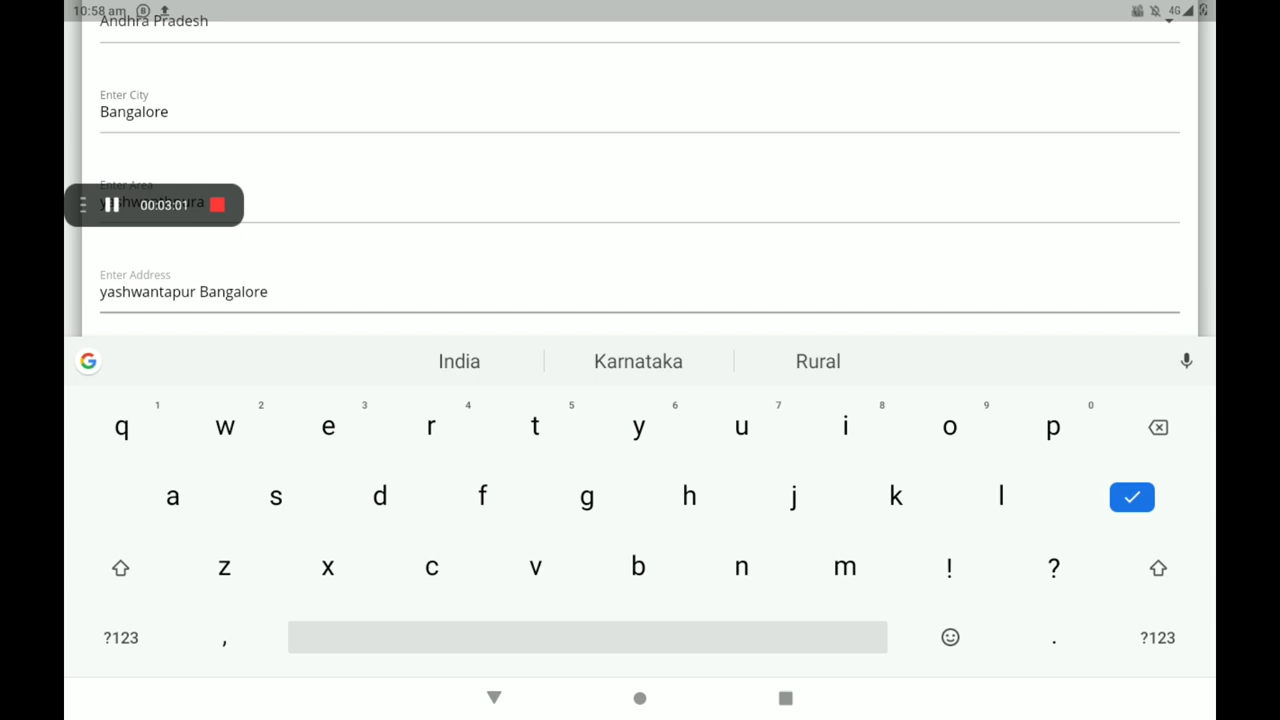 10:58 am 4G
Andhra Pradesh
Enter City
Bangalore
Enter Area
00:03:01
Enter Address
yashwantapur Bangalore
India Karnataka Rural
1 2 3 4 5 6 7 8 9 0
q w e r t y u i o p
a s d f g h j k l
z x c v b n m ! ?
?123 , . ?123